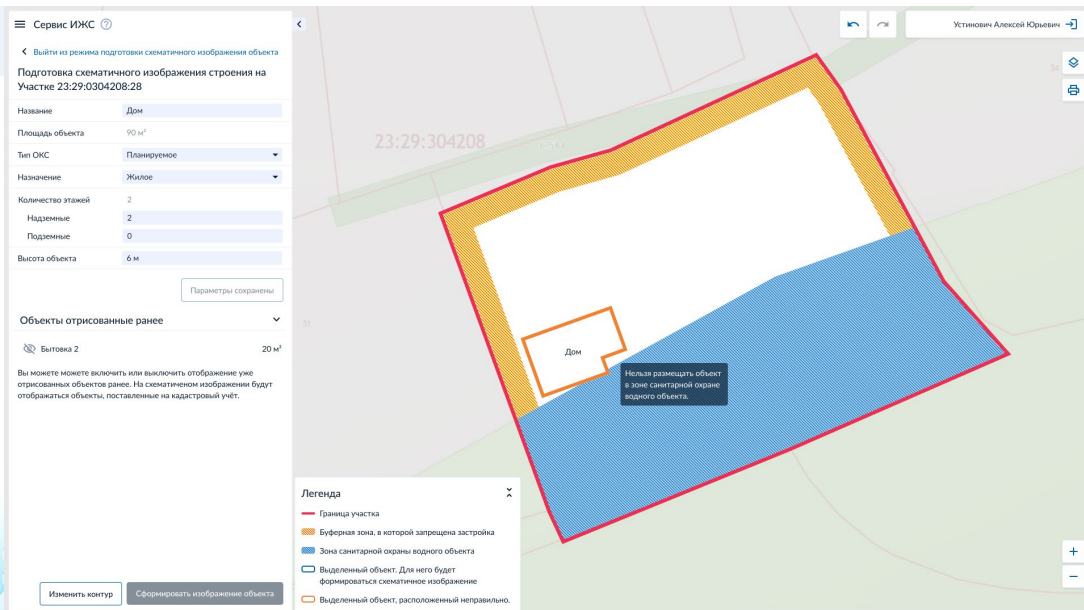 Сервис ИЖС
Выйти из режима подготовки схематичного изображения объекта
Подготовка схематичного изображения строения на
Участке 23:29:0304208:28
Название Дом
Площадь объекта 90 м²
Тип ОКС Планируемое
Назначение Жилое
Количество этажей 2
Надземные 2
Подземные 0
Высота объекта 6 м
Параметры сохранены
Объекты отрисованные ранее
Бытовка 2 20 м²
Вы можете можете включить или выключить отображение уже
отрисованных объектов ранее. На схематиченом изображении будут
отображаться объекты, поставленные на кадастровый учёт.
Изменить контур
Сформировать изображение объекта
Устинович Алексей Юрьевич
34
23:29:304208
31
Дом
Нельзя размещать объект
в зоне санитарной охране
водного объекта.
Легенда
Граница участка
Буферная зона, в которой запрещена застройка
Зона санитарной охраны водного объекта
Выделенный объект. Для него будет
формироваться схематичное изображение
Выделенный объект, расположенный неправильно.